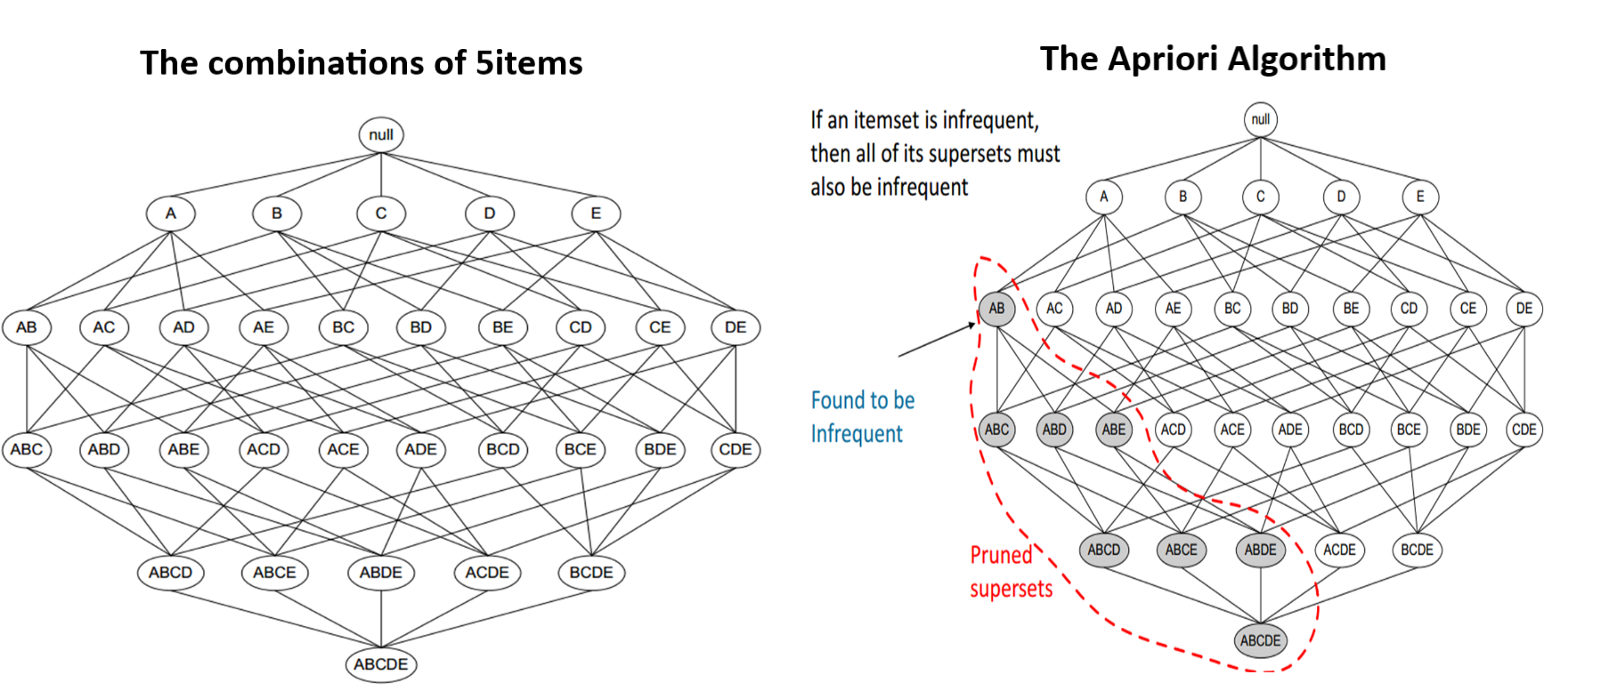 The combinations of 5items
null
A B C D E
AB AC AD AE BC BD BE CD CE DE
ABC ABD ABE ACD ACE ADE BCD BCE BDE CDE
ABCD ABCE ABDE ACDE BCDE
ABCDE
The Apriori Algorithm
If an itemset is infrequent,
then all of its supersets must
also be infrequent
null
A B C D E
AB AC AD AE BC BD BE CD CE DE
Found to be
Infrequent
ABC ABD ABE ACD ACE ADE BCD BCE BDE CDE
Pruned
supersets
ABCD ABCE ABDE ACDE BCDE
ABCDE